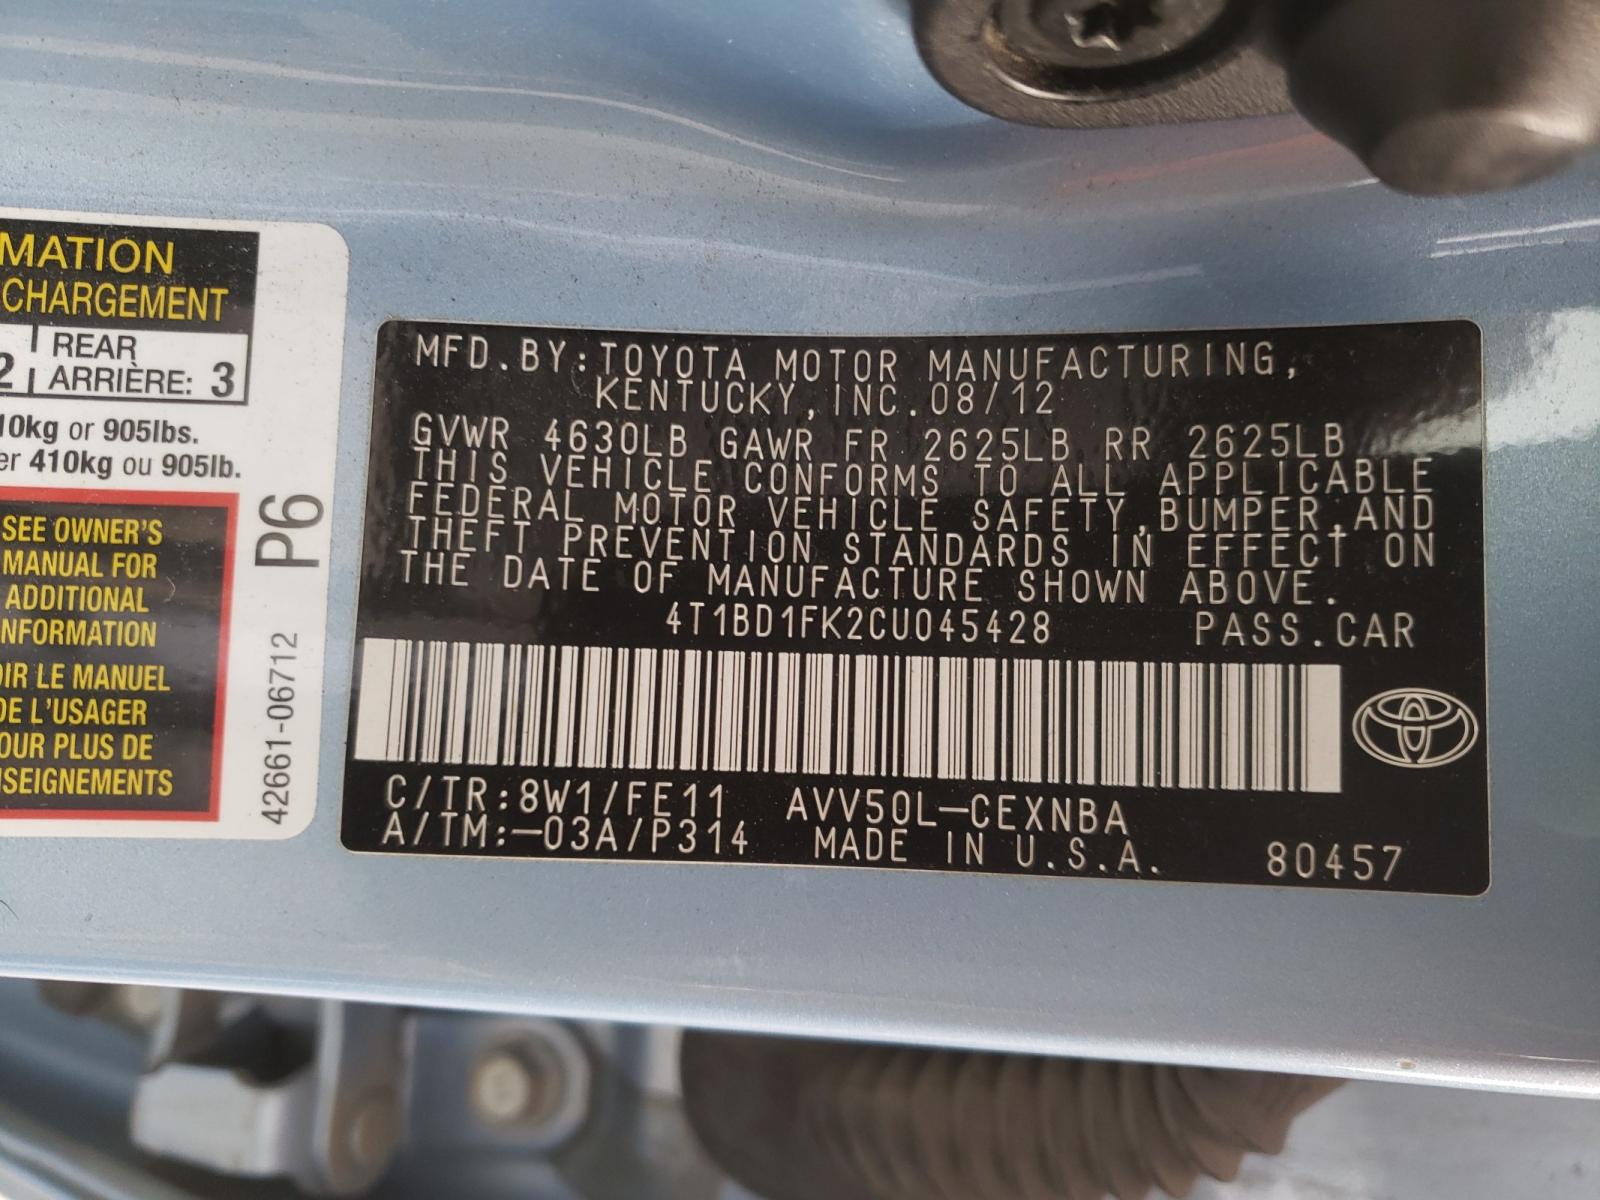 MATION
CHARGEMENT
2 | REAR
ARRIÈRE: 3
10kg or 905lbs.
er 410kg ou 905lb.
SEE OWNER'S
MANUAL FOR
ADDITIONAL
NFORMATION
OIR LE MANUEL
DE L'USAGER
OUR PLUS DE
NSEIGNEMENTS
42661-06712 P6
MFD.BY:TOYOTA MOTOR MANUFACTURING,
KENTUCKY,INC.08/12
GVWR 4630LB GAWR FR 2625LB RR 2625LB
THIS VEHICLE CONFORMS TO ALL APPLICABLE
FEDERAL MOTOR VEHICLE SAFETY,BUMPER,AND
THEFT PREVENTION STANDARDS IN EFFECT ON
THE DATE OF MANUFACTURE SHOWN ABOVE.
4T1BD1FK2CU045428 PASS.CAR
C/TR:8W1/FE11 AVV50L-CEXNBA
A/TM:-03A/P314 MADE IN U.S.A. 80457